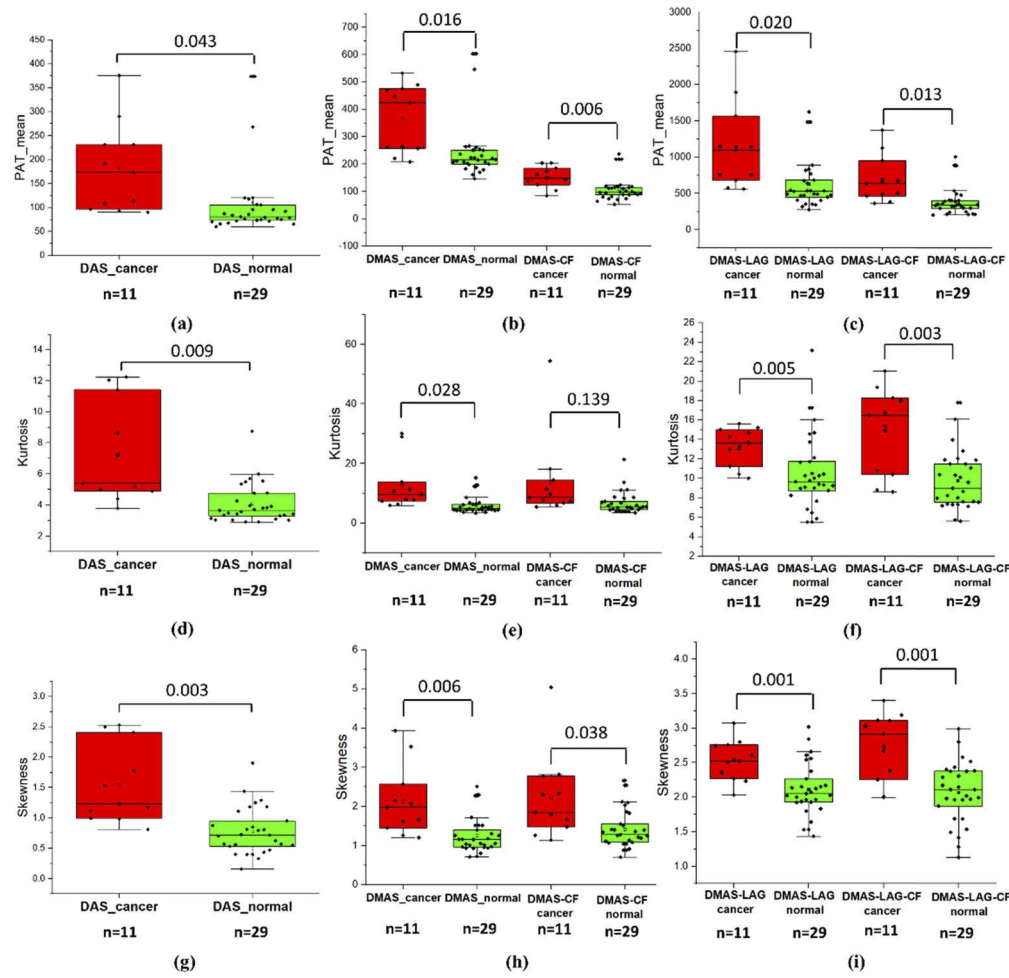 0.043
PAT_mean
450
400
350
300
250
200
150
100
50
0
DAS_cancer DAS_normal
n=11 n=29
(a)
0.016
0.006
PAT_mean
700
600
500
400
300
200
100
0
-100
DMAS_cancer DMAS_normal DMAS-CF cancer DMAS-CF normal
n=11 n=29 n=11 n=29
(b)
0.020
0.013
PAT_mean
3000
2500
2000
1500
1000
500
0
DMAS-LAG cancer DMAS-LAG normal DMAS-LAG-CF cancer DMAS-LAG-CF normal
n=11 n=29 n=11 n=29
(c)
0.009
Kurtosis
14
12
10
8
6
4
2
DAS_cancer DAS_normal
n=11 n=29
(d)
0.028
0.139
Kurtosis
60
40
20
0
DMAS_cancer DMAS_normal DMAS-CF cancer DMAS-CF normal
n=11 n=29 n=11 n=29
(e)
0.005
0.003
Kurtosis
26
24
22
20
18
16
14
12
10
8
6
4
2
DMAS-LAG cancer DMAS-LAG normal DMAS-LAG-CF cancer DMAS-LAG-CF normal
n=11 n=29 n=11 n=29
(f)
0.003
Skewness
3.0
2.5
2.0
1.5
1.0
0.5
0.0
DAS_cancer DAS_normal
n=11 n=29
(g)
0.006
0.038
Skewness
6
5
4
3
2
1
0
DMAS_cancer DMAS_normal DMAS-CF cancer DMAS-CF normal
n=11 n=29 n=11 n=29
(h)
0.001
0.001
Skewness
4.0
3.5
3.0
2.5
2.0
1.5
1.0
DMAS-LAG cancer DMAS-LAG normal DMAS-LAG-CF cancer DMAS-LAG-CF normal
n=11 n=29 n=11 n=29
(i)